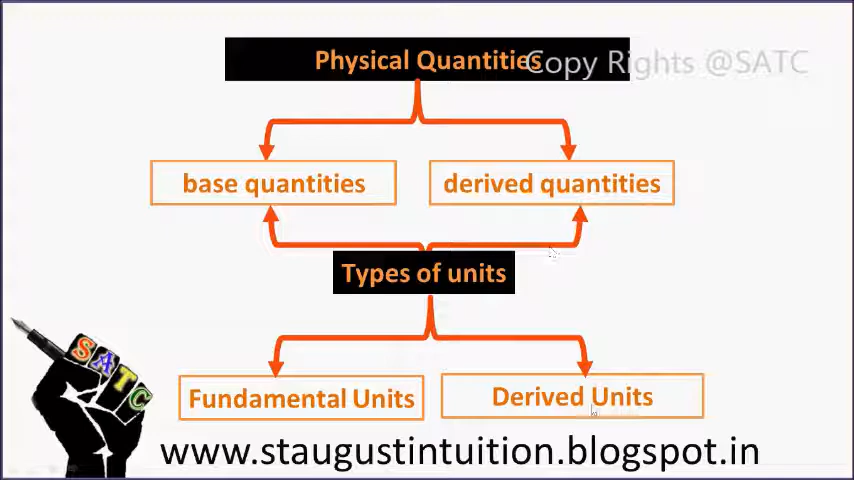 Physical Quantities
Copy Rights @SATC
base quantities
derived quantities
Types of units
Fundamental Units
Derived Units
SATC
www.staugustintuition.blogspot.in